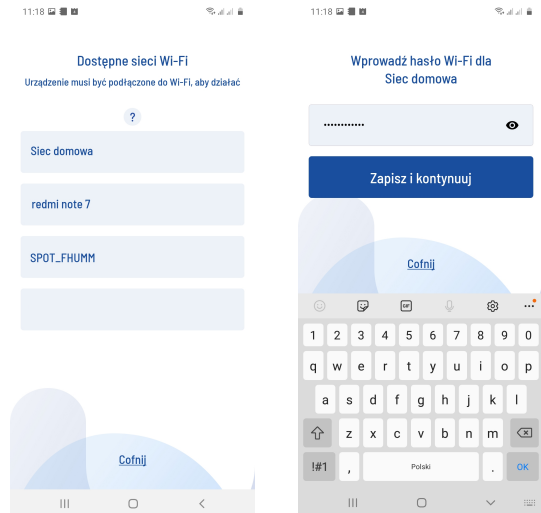 11:18
Dostępne sieci Wi-Fi
Urządzenie musi być podłączone do Wi-Fi, aby działać
?
Siec domowa
redmi note 7
SPOT_FHUMM
Cofnij
11:18
Wprowadź hasło Wi-Fi dla
Siec domowa
••••••••••••
Zapisz i kontynuuj
Cofnij
GIF
1 2 3 4 5 6 7 8 9 0
q w e r t y u i o p
a s d f g h j k l
z x c v b n m
!#1 , Polski . OK